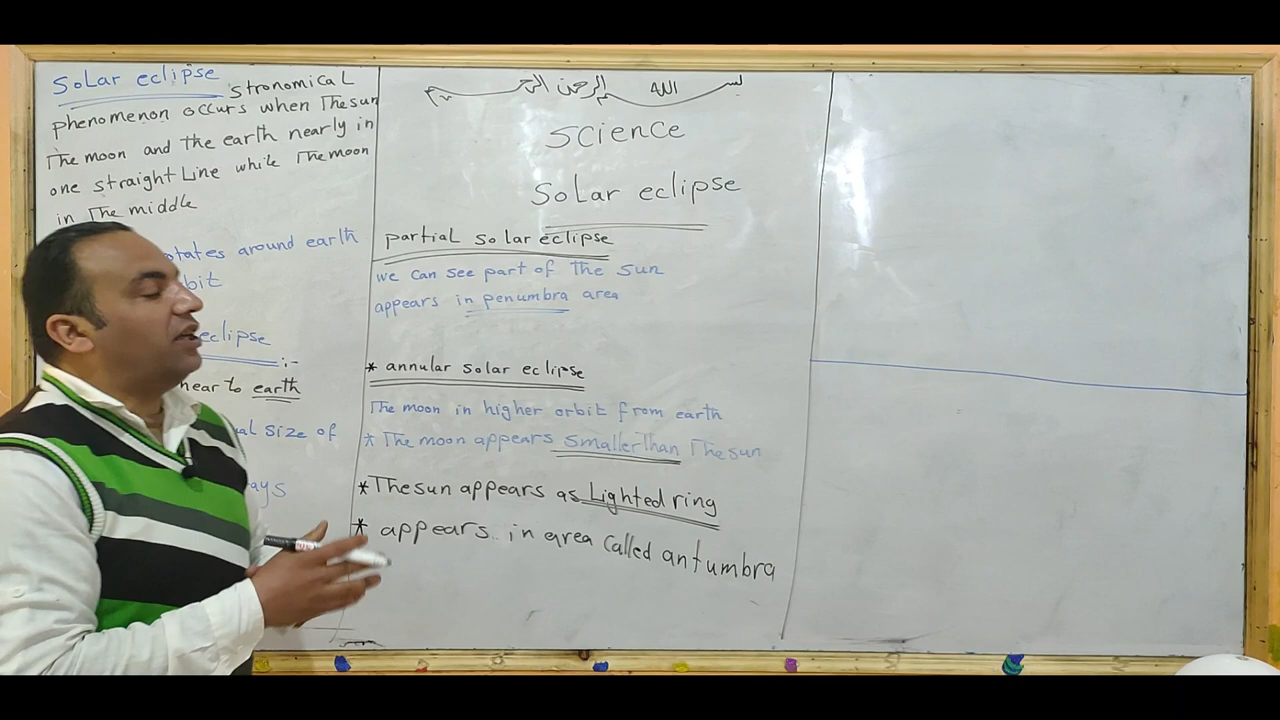 Solar eclipse stronomical
phenomenon occurs when The sun
The moon and the earth nearly in
one straight Line while The moon
in The middle
otates around earth
bit
eclipse
:-
near to earth
al size of
ays
بسم الله الرحمن الرحيم
Science
Solar eclipse
partial solar eclipse
we can see part of The sun
appears in penumbra area
* annular solar eclipse
The moon in higher orbit from earth
* The moon appears smaller Than The sun
* The sun appears as Lighted ring
* appears.. in area Called antumbra